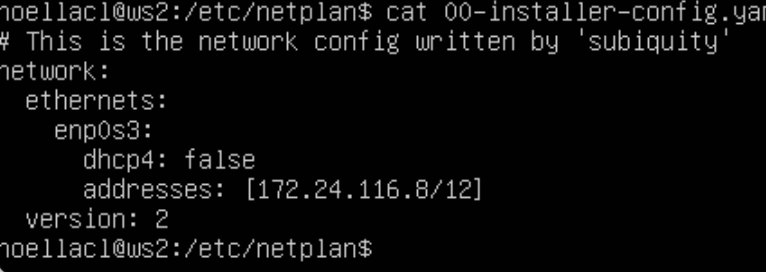 noellacl@ws2:/etc/netplan$ cat 00-installer-config.yam
# This is the network config written by 'subiquity'
network:
  ethernets:
    enp0s3:
      dhcp4: false
      addresses: [172.24.116.8/12]
  version: 2
noellacl@ws2:/etc/netplan$